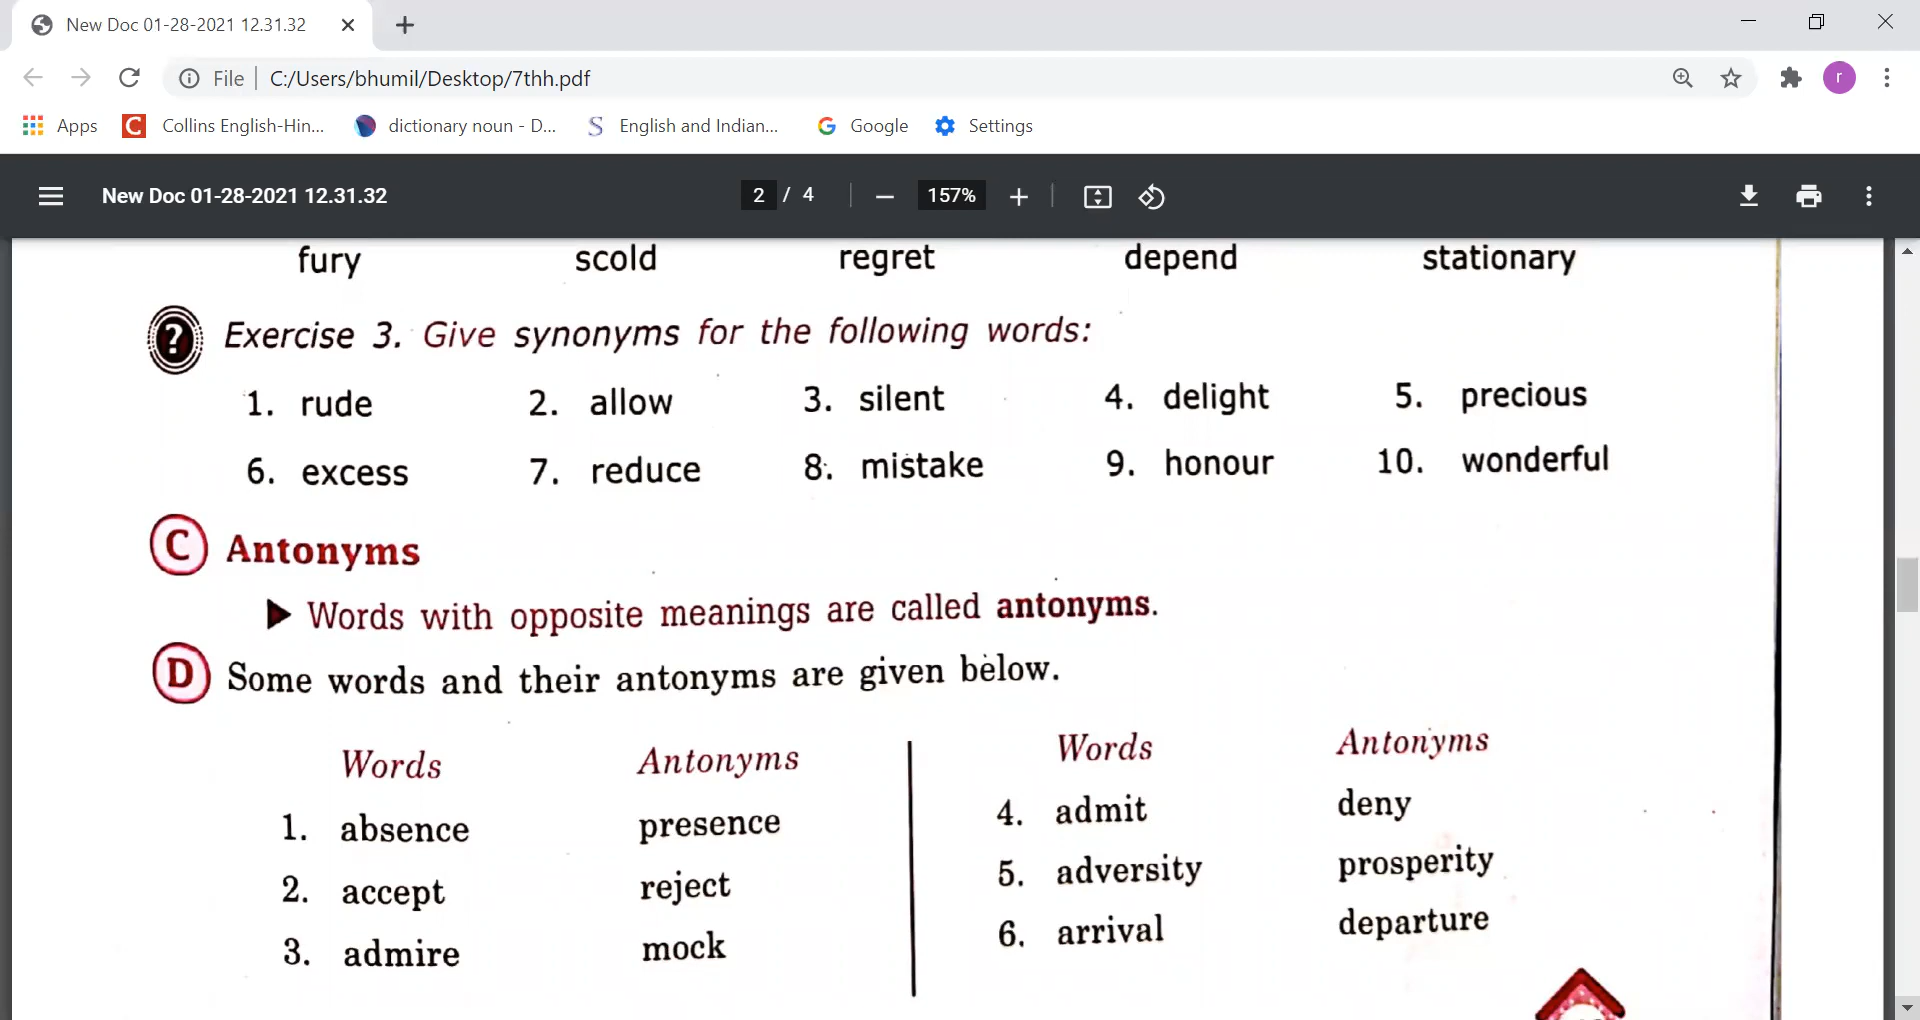 New Doc 01-28-2021 12.31.32
File C:/Users/bhumil/Desktop/7thh.pdf
r
Apps Collins English-Hin... dictionary noun - D... English and Indian... Google Settings
New Doc 01-28-2021 12.31.32 2 / 4 157%
fury scold regret depend stationary
? Exercise 3. Give synonyms for the following words:
1. rude 2. allow 3. silent 4. delight 5. precious
6. excess 7. reduce 8. mistake 9. honour 10. wonderful
C Antonyms
Words with opposite meanings are called antonyms.
D Some words and their antonyms are given below.
Words Antonyms Words Antonyms
1. absence presence 4. admit deny
2. accept reject 5. adversity prosperity
3. admire mock 6. arrival departure